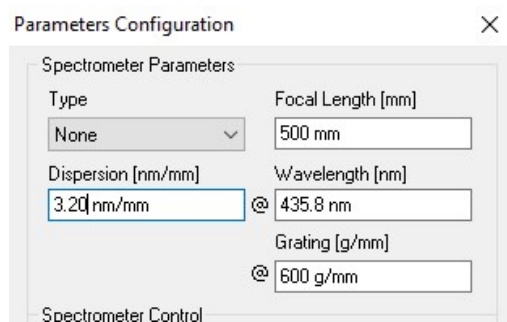 Parameters Configuration
Spectrometer Parameters
Type
Focal Length [mm]
None
500 mm
Dispersion [nm/mm]
Wavelength [nm]
3.20 nm/mm
@ 435.8 nm
Grating [g/mm]
@ 600 g/mm
Spectrometer Control